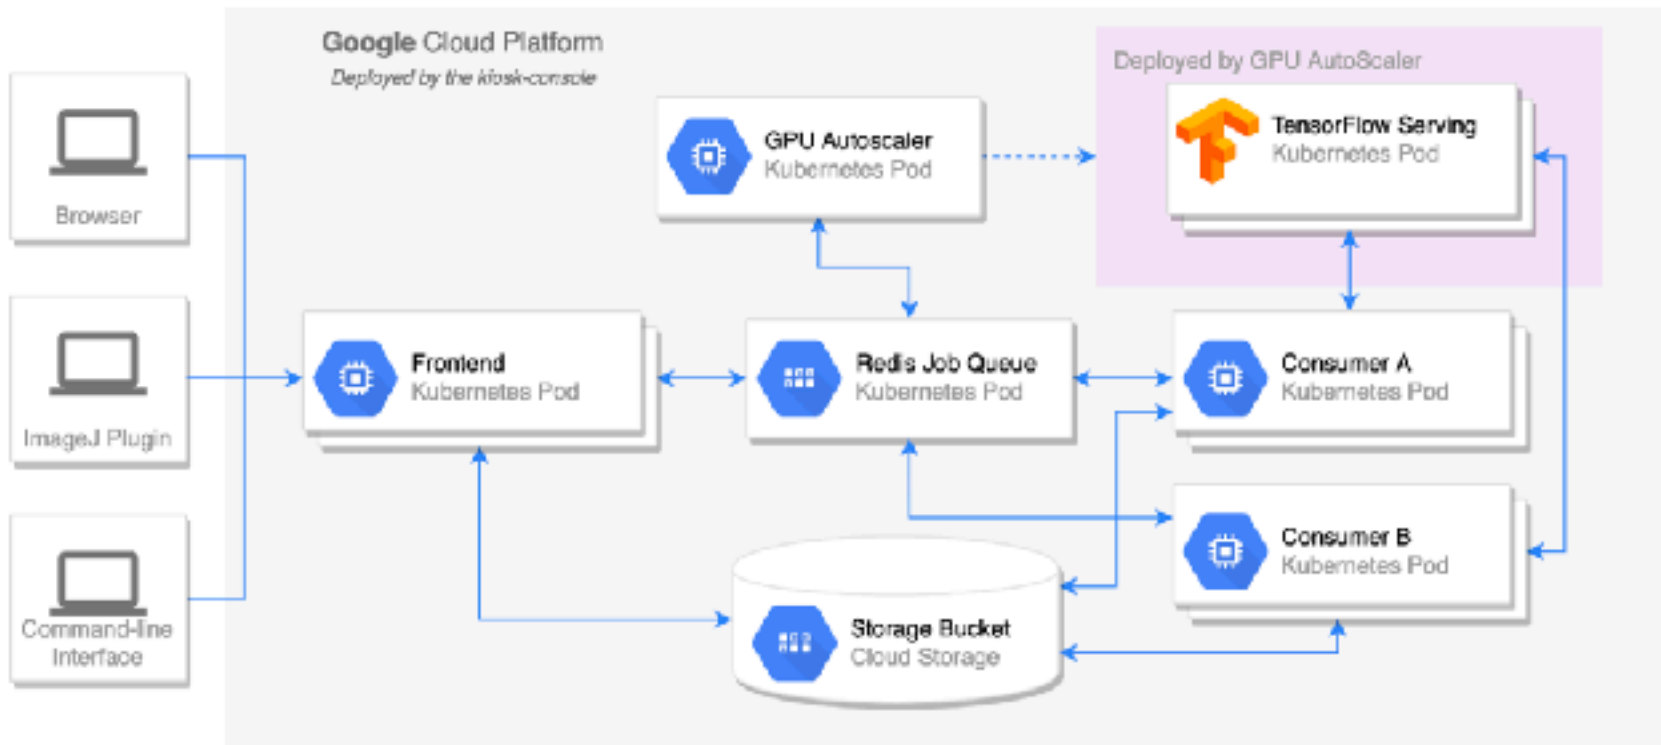 Google Cloud Platform
Deployed by the kiosk-console
Deployed by GPU AutoScaler
Browser
ImageJ Plugin
Command-line
Interface
GPU Autoscaler
Kubernetes Pod
TensorFlow Serving
Kubernetes Pod
Frontend
Kubernetes Pod
Redis Job Queue
Kubernetes Pod
Consumer A
Kubernetes Pod
Consumer B
Kubernetes Pod
Storage Bucket
Cloud Storage